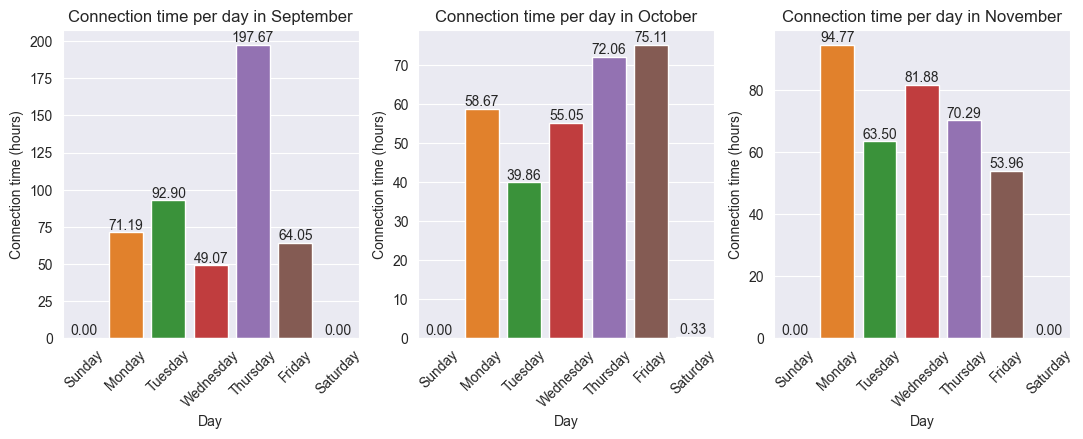 Connection time per day in September
Connection time (hours)
200
175
150
125
100
75
50
25
0
0.00
71.19
92.90
49.07
197.67
64.05
0.00
Sunday
Monday
Tuesday
Wednesday
Thursday
Friday
Saturday
Day
Connection time per day in October
Connection time (hours)
70
60
50
40
30
20
10
0
0.00
58.67
39.86
55.05
72.06
75.11
0.33
Sunday
Monday
Tuesday
Wednesday
Thursday
Friday
Saturday
Day
Connection time per day in November
Connection time (hours)
80
60
40
20
0
0.00
94.77
63.50
81.88
70.29
53.96
0.00
Sunday
Monday
Tuesday
Wednesday
Thursday
Friday
Saturday
Day